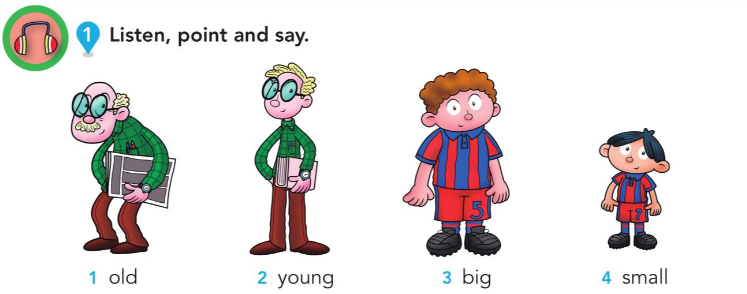 1 Listen, point and say.
1 old
2 young
3 big
4 small
5
7